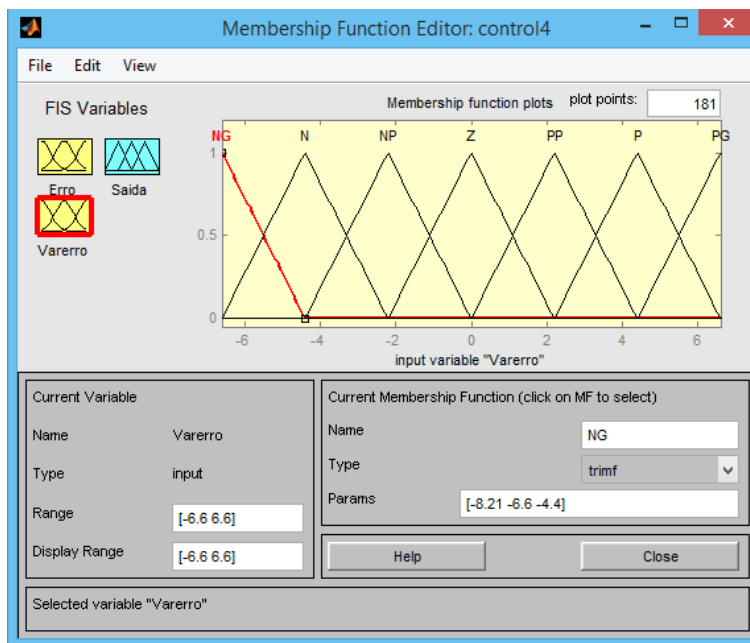 Membership Function Editor: control4
File Edit View
FIS Variables
Erro Saida
Varerro
Membership function plots plot points: 181
NG N NP Z PP P PG
1
0.5
0
-6 -4 -2 0 2 4 6
input variable "Varerro"
Current Variable
Name Varerro
Type input
Range [-6.6 6.6]
Display Range [-6.6 6.6]
Current Membership Function (click on MF to select)
Name NG
Type trimf
Params [-8.21 -6.6 -4.4]
Help Close
Selected variable "Varerro"